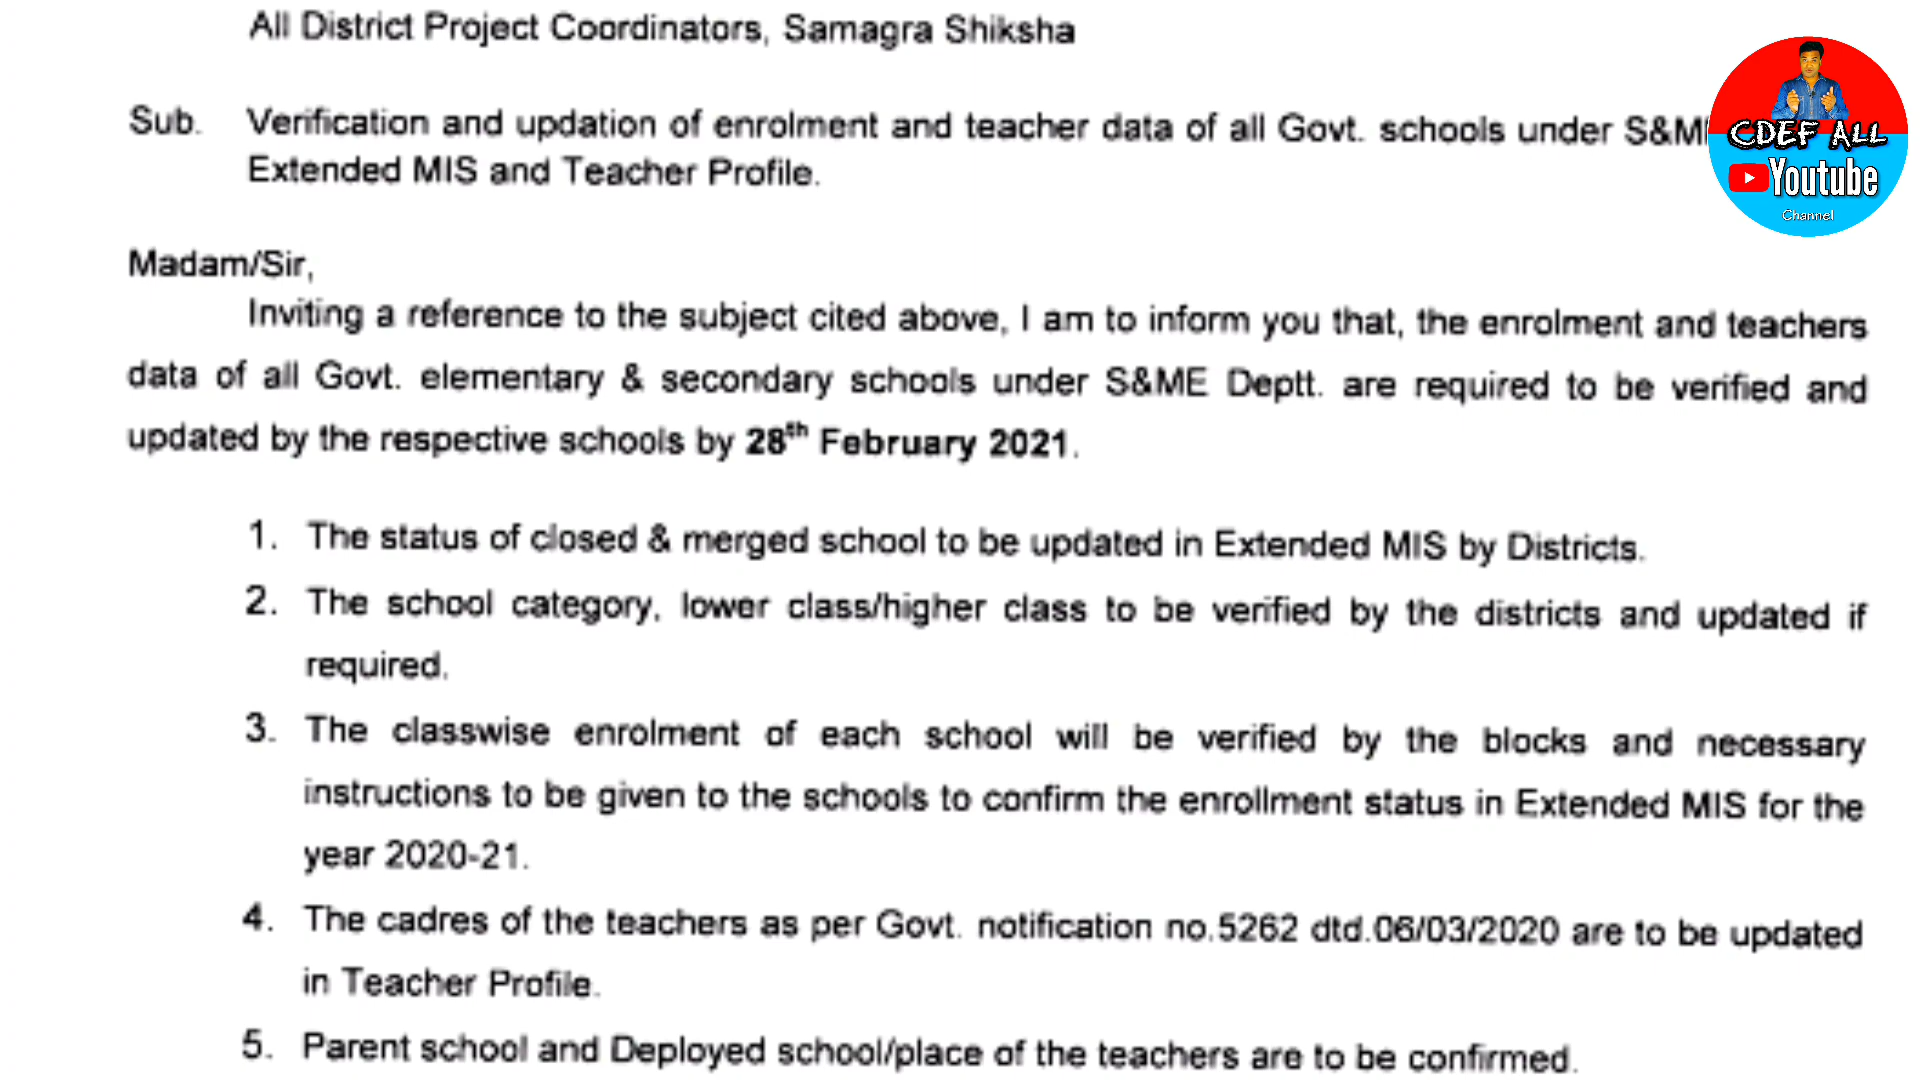 All District Project Coordinators, Samagra Shiksha
Sub. Verification and updation of enrolment and teacher data of all Govt. schools under
Extended MIS and Teacher Profile.
CDEF ALL
Youtube
Channel
Madam/Sir,
Inviting a reference to the subject cited above, I am to inform you that, the enrolment and teachers
data of all Govt. elementary & secondary schools under S&ME Deptt. are required to be verified and
updated by the respective schools by 28th February 2021.
1. The status of closed & merged school to be updated in Extended MIS by Districts.
2. The school category, lower class/higher class to be verified by the districts and updated if
required.
3. The classwise enrolment of each school will be verified by the blocks and necessary
instructions to be given to the schools to confirm the enrollment status in Extended MIS for the
year 2020-21.
4. The cadres of the teachers as per Govt. notification no.5262 dtd.06/03/2020 are to be updated
in Teacher Profile.
5. Parent school and Deployed school/place of the teachers are to be confirmed.